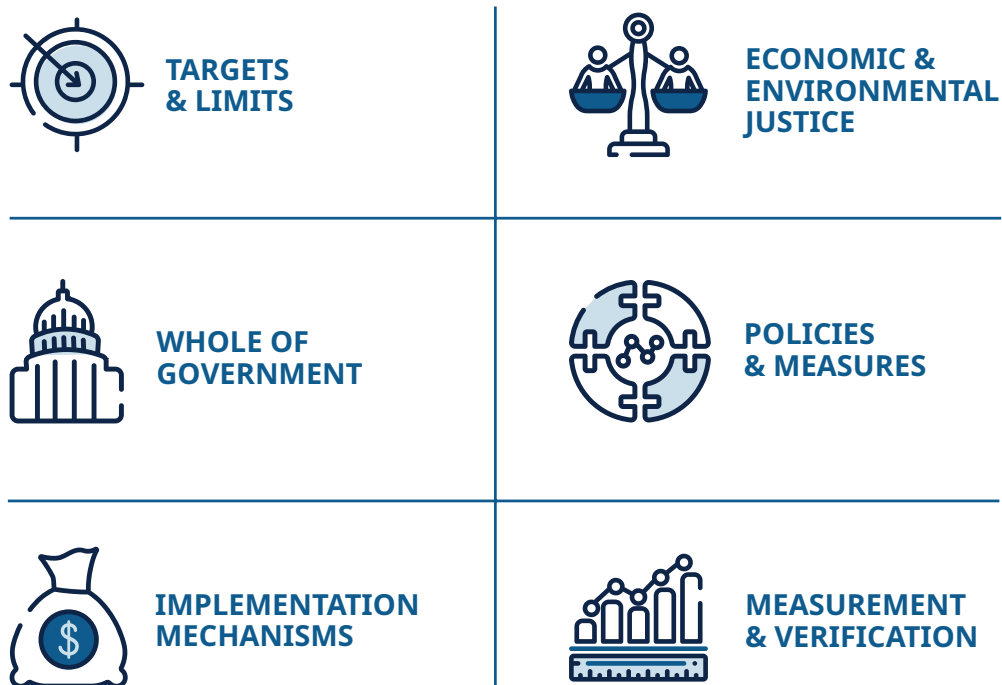 TARGETS
& LIMITS
ECONOMIC &
ENVIRONMENTAL
JUSTICE
WHOLE OF
GOVERNMENT
POLICIES
& MEASURES
$
IMPLEMENTATION
MECHANISMS
MEASUREMENT
& VERIFICATION